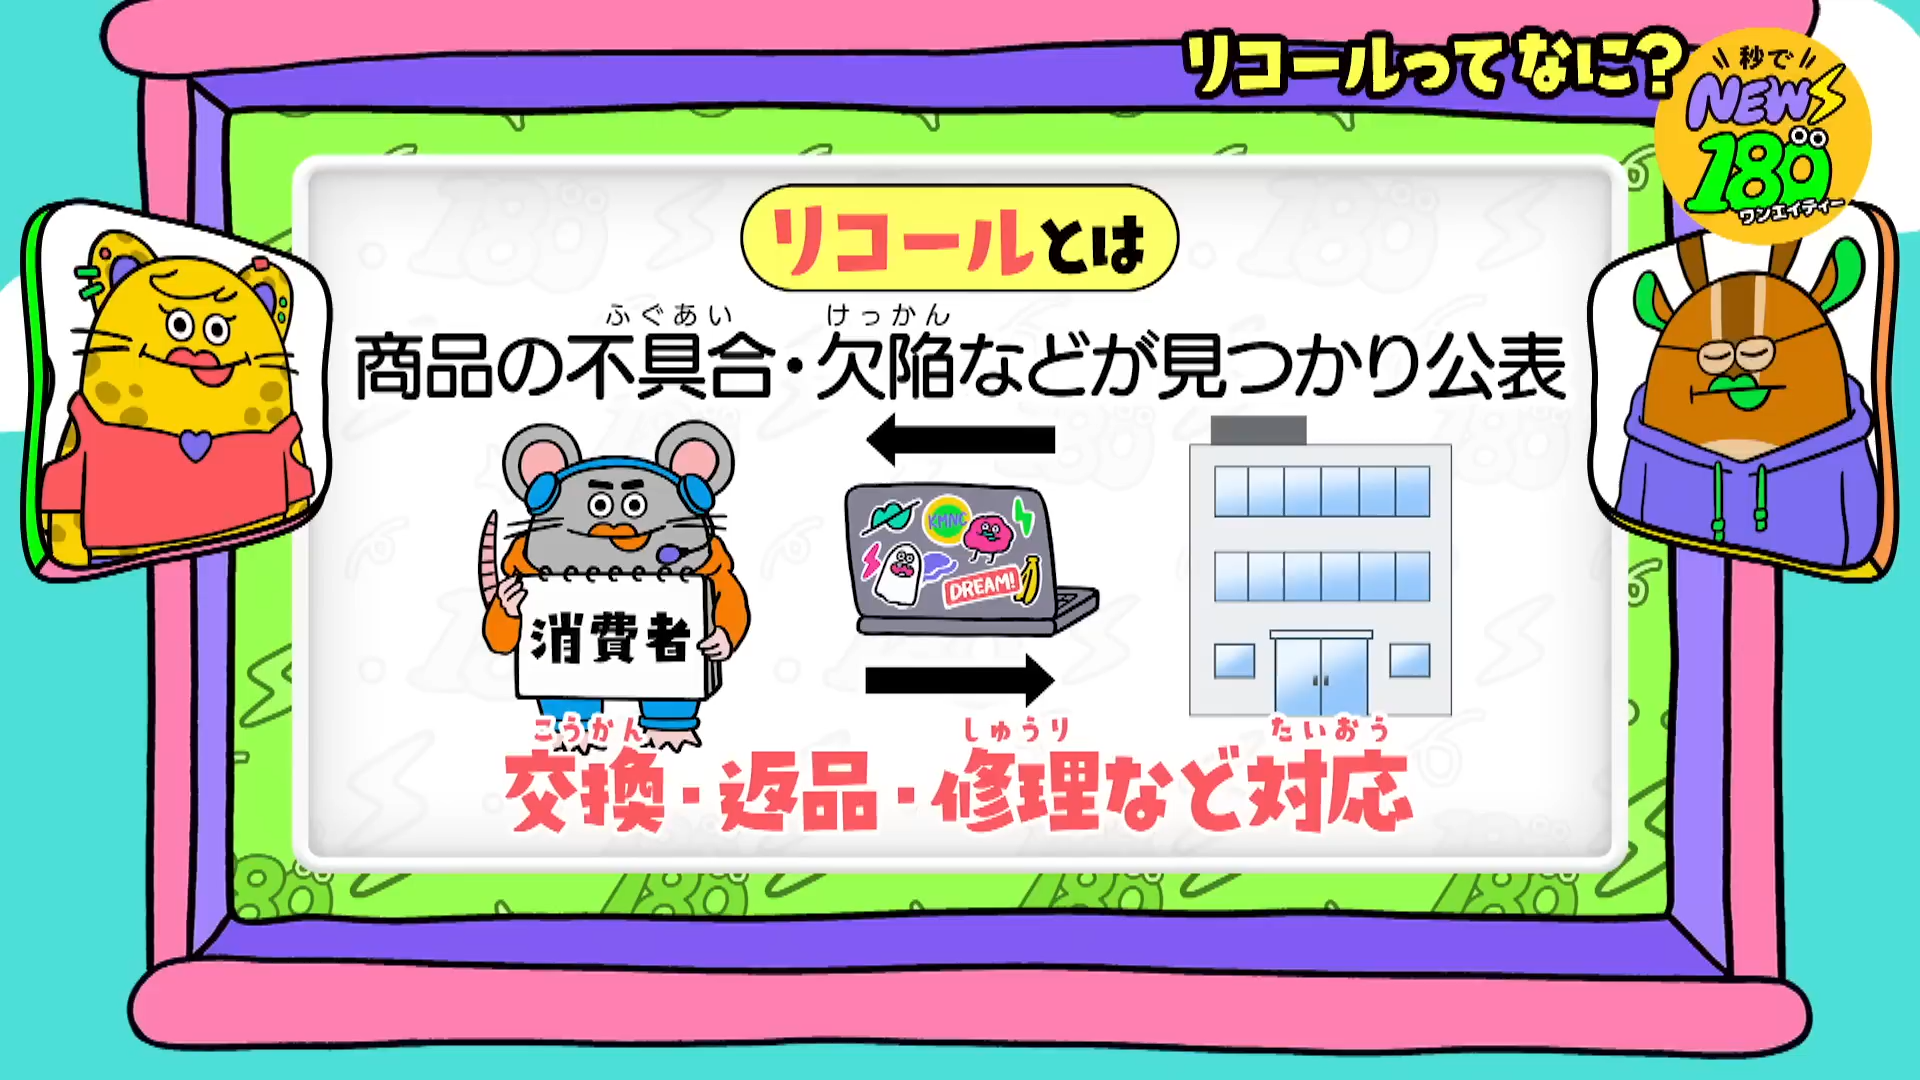 リコールってなに?
秒で
NEWS
180
ワンエイティー
リコールとは
ふぐあい けっかん
商品の不具合・欠陥などが見つかり公表
KMNC
DREAM!
消費者
こうかん しゅうり たいおう
交換・返品・修理など対応